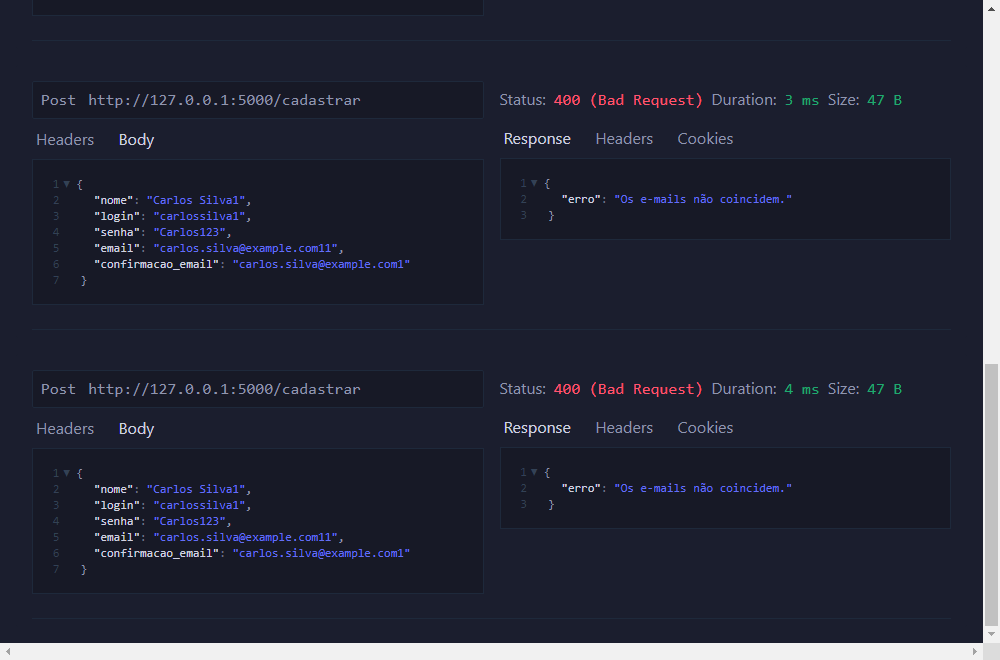 Post http://127.0.0.1:5000/cadastrar
Status: 400 (Bad Request) Duration: 3 ms Size: 47 B
Headers Body
Response Headers Cookies
1 {
2 "nome": "Carlos Silva1",
3 "login": "carlossilva1",
4 "senha": "Carlos123",
5 "email": "carlos.silva@example.com11",
6 "confirmacao_email": "carlos.silva@example.com1"
7 }
1 {
2 "erro": "Os e-mails não coincidem."
3 }
Post http://127.0.0.1:5000/cadastrar
Status: 400 (Bad Request) Duration: 4 ms Size: 47 B
Headers Body
Response Headers Cookies
1 {
2 "nome": "Carlos Silva1",
3 "login": "carlossilva1",
4 "senha": "Carlos123",
5 "email": "carlos.silva@example.com11",
6 "confirmacao_email": "carlos.silva@example.com1"
7 }
1 {
2 "erro": "Os e-mails não coincidem."
3 }